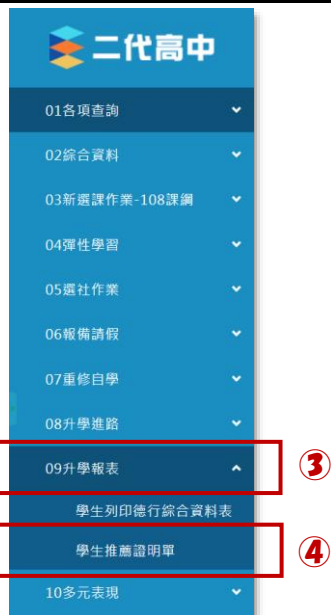 二代高中
01各項查詢
02綜合資料
03新選課作業-108課綱
04彈性學習
05選社作業
06報備請假
07重修自學
08升學進路
09升學報表
③
學生列印德行綜合資料表
學生推薦證明單
④
10多元表現